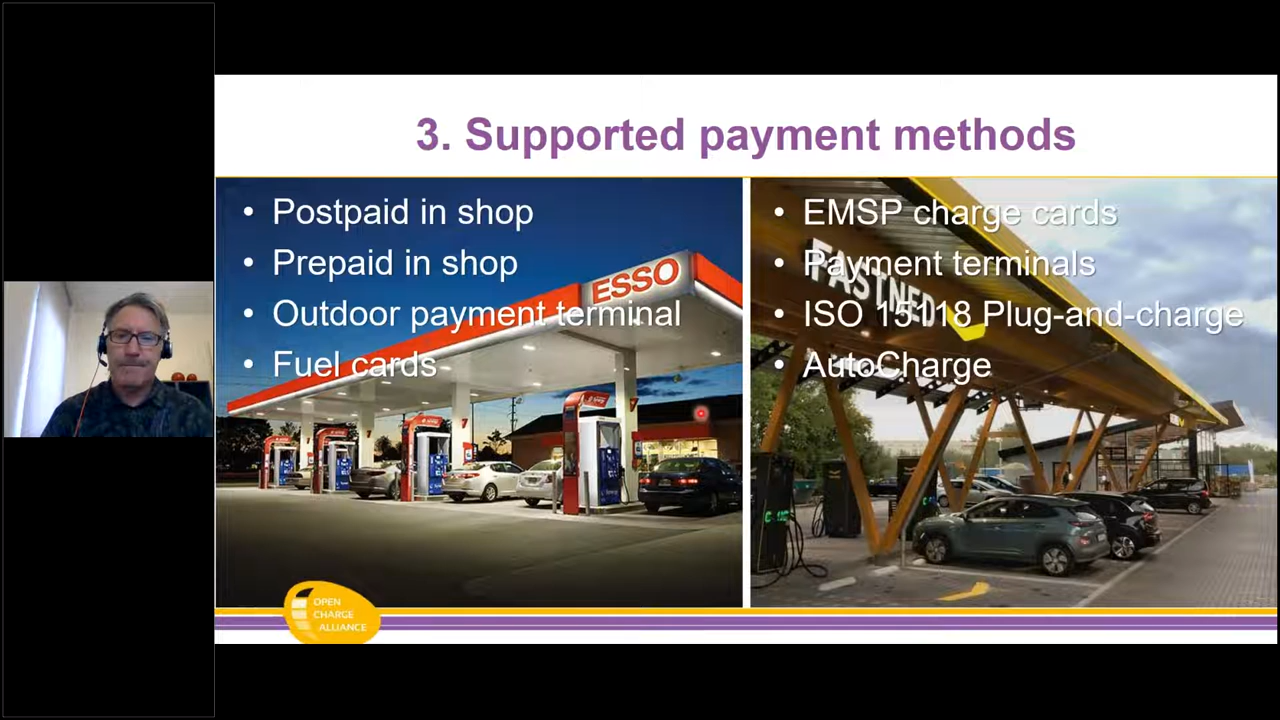 3. Supported payment methods
• Postpaid in shop
• Prepaid in shop
• Outdoor payment terminal
• Fuel cards
ESSO
• EMSP charge cards
• Payment terminals
• ISO 15118 Plug-and-charge
• AutoCharge
FASTNED
OPEN
CHARGE
ALLIANCE